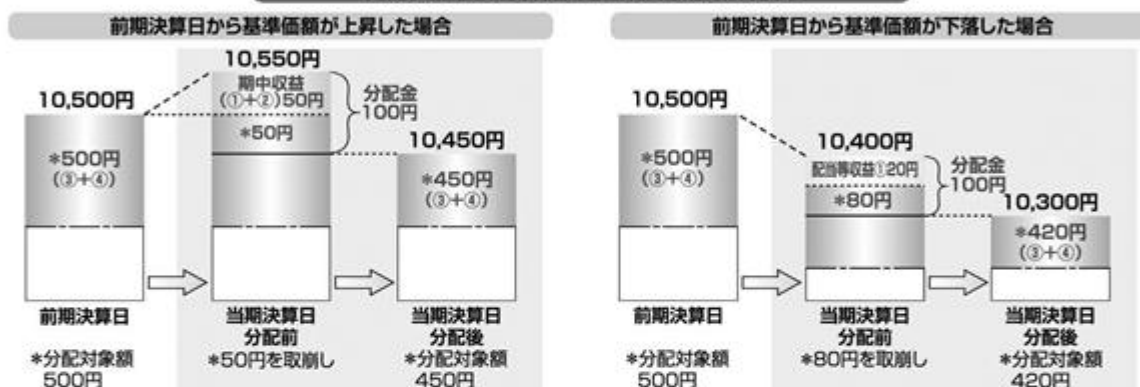 前期決算日から基準価額が上昇した場合
10,550円
期中収益
(①+②)50円
分配金
100円
10,500円
*50円
10,450円
*500円
(③+④)
*450円
(③+④)
前期決算日
当期決算日
分配前
当期決算日
分配後
*分配対象額
500円
*50円を取崩し
*分配対象額
450円
前期決算日から基準価額が下落した場合
10,500円
10,400円
*500円
(③+④)
配当等収益①20円
分配金
100円
*80円
10,300円
*420円
(③+④)
前期決算日
当期決算日
分配前
当期決算日
分配後
*分配対象額
500円
*80円を取崩し
*分配対象額
420円